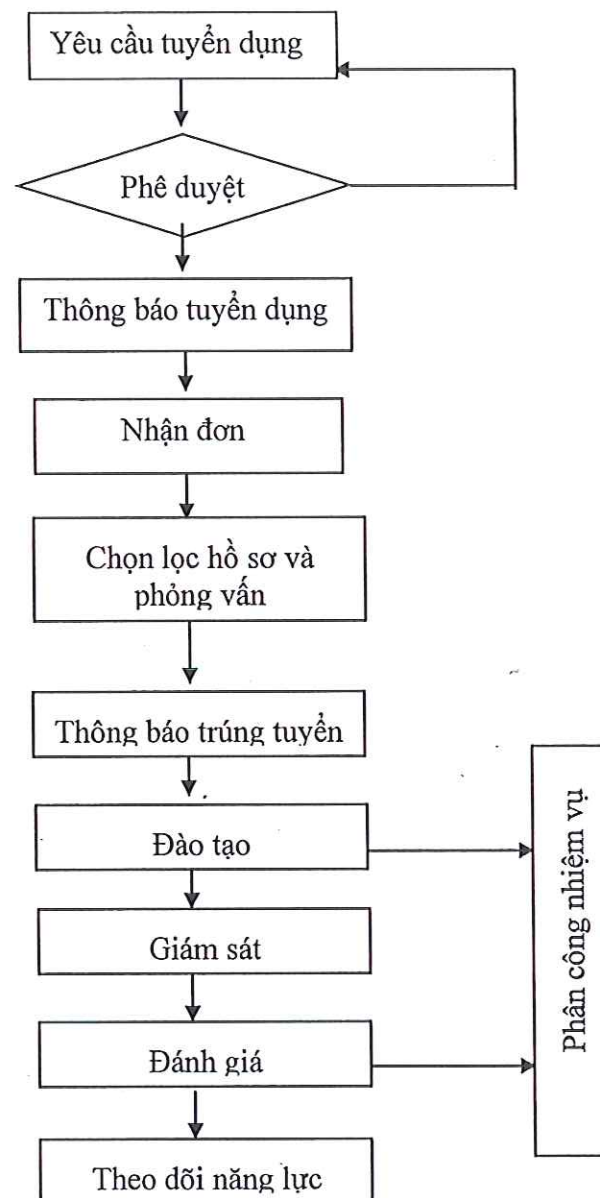 Yêu cầu tuyển dụng
Phê duyệt
Thông báo tuyển dụng
Nhận đơn
Chọn lọc hồ sơ và
phỏng vấn
Thông báo trúng tuyển
Đào tạo
Giám sát
Đánh giá
Theo dõi năng lực
Phân công nhiệm vụ